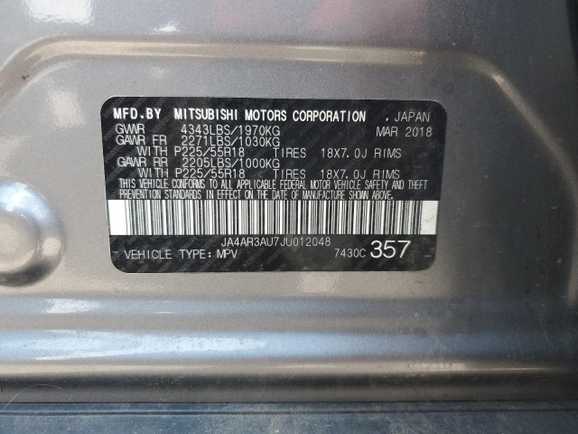 MFD.BY MITSUBISHI MOTORS CORPORATION , JAPAN
GVWR 4343LBS/1970KG MAR 2018
GAWR FR 2271LBS/1030KG
WITH P225/55R18 TIRES 18X7.0J RIMS
GAWR RR 2205LBS/1000KG
WITH P225/55R18 TIRES 18X7.0J RIMS
THIS VEHICLE CONFORMS TO ALL APPLICABLE FEDERAL MOTOR VEHICLE SAFETY AND THEFT
PREVENTION STANDARDS IN EFFECT ON THE DATE OF MANUFACTURE SHOWN ABOVE.
JA4AR3AU7JU012048
VEHICLE TYPE: MPV 7430C 357